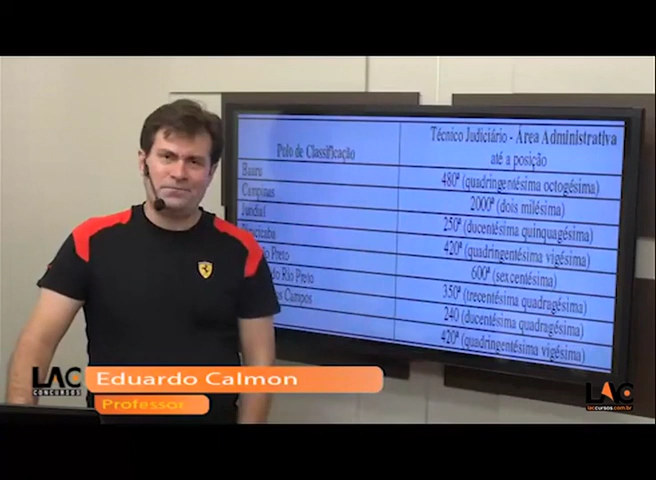 Polo de Classificação
Técnico Judiciário - Área Administrativa
até a posição
Bauru
480ª (quadringentésima octogésima)
Campinas
2000ª (dois milésima)
Jundiaí
250ª (ducentésima quinquagésima)
Piracicaba
420ª (quadringentésima vigésima)
Preto
600ª (sexcentésima)
do Rio Preto
350ª (trecentésima quadragésima)
Campos
240 (ducentésima quadragésima)
420ª (quadringentésima vigésima)
LAC
CONCURSOS
Eduardo Calmon
Professor
LAC
laccursos.com.br